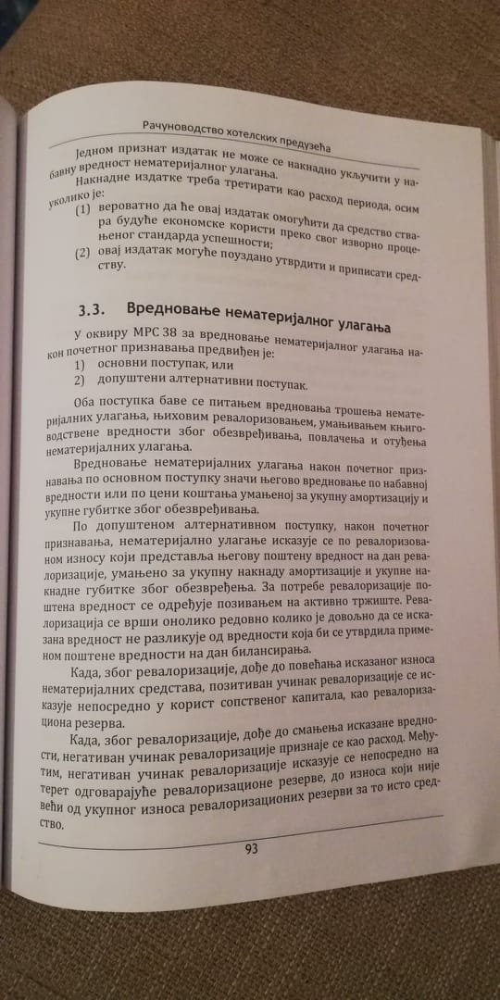 Рачуноводство хотелских предузећа
Једном признат издатак не може се накнадно укључити у на-
бавну вредност нематеријалног улагања.
Накнадне издатке треба третирати као расход периода, осим
уколико је:
(1) вероватно да ће овај издатак омогућити да средство ства-
ра будуће економске користи преко свог изворно проце-
њеног стандарда успешности;
(2) овај издатак могуће поуздано утврдити и приписати сред-
ству.
3.3. Вредновање нематеријалног улагања
У оквиру МРС 38 за вредновање нематеријалног улагања на-
кон почетног признавања предвиђен је:
1) основни поступак, или
2) допуштени алтернативни поступак.
Оба поступка баве се питањем вредновања трошења немате-
ријалних улагања, њиховим ревалоризовањем, умањивањем књиго-
водствене вредности због обезвређивања, повлачења и отуђења
нематеријалних улагања.
Вредновање нематеријалних улагања након почетног приз-
навања по основном поступку значи његово вредновање по набавној
вредности или по цени коштања умањеној за укупну амортизацију и
укупне губитке због обезвређивања.
По допуштеном алтернативном поступку, након почетног
признавања, нематеријално улагање исказује се по ревалоризова-
ном износу који представља његову поштену вредност на дан рева-
лоризације, умањено за укупну накнаду амортизације и укупне на-
кнадне губитке због обезвређења. За потребе ревалоризације по-
штена вредност се одређује позивањем на активно тржиште. Рева-
лоризација се врши онолико редовно колико је довољно да се иска-
зана вредност не разликује од вредности која би се утврдила приме-
ном поштене вредности на дан билансирања.
Када, због ревалоризације, дође до повећања исказаног износа
нематеријалних средстава, позитиван учинак ревалоризације се ис-
казује непосредно у корист сопственог капитала, као ревалориза-
циона резерва.
Када, због ревалоризације, дође до смањења исказане вредно-
сти, негативан учинак ревалоризације признаје се као расход. Међу-
тим, негативан учинак ревалоризације исказује се непосредно на
терет одговарајуће ревалоризационе резерве, до износа који није
већи од укупног износа ревалоризационих резерви за то исто сред-
ство.
93